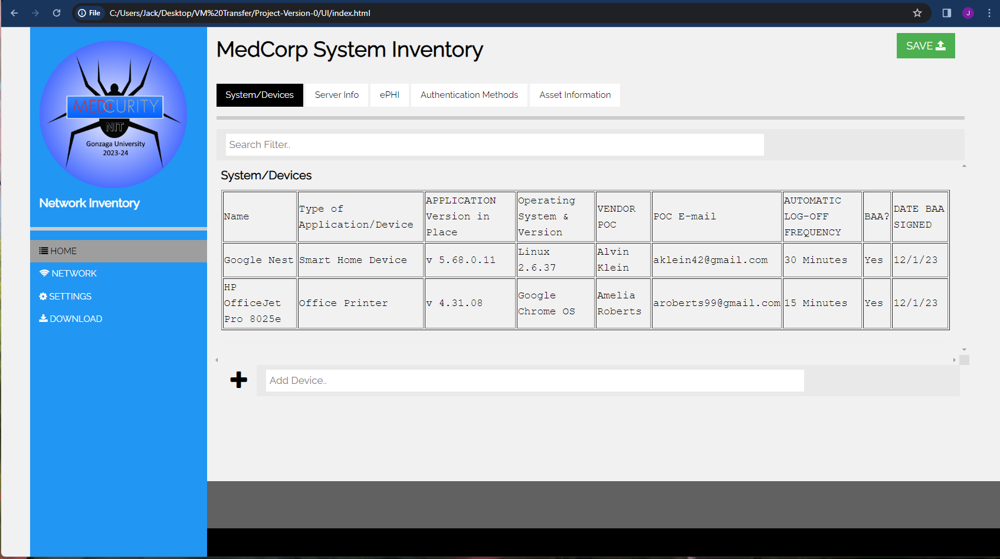 File C:/Users/Jack/Desktop/VM%20Transfer/Project-Version-0/UI/index.html
J
MEDCURITY
NIT
Gonzaga University
2023-24
Network Inventory
HOME
NETWORK
SETTINGS
DOWNLOAD
MedCorp System Inventory
SAVE
System/Devices Server Info ePHI Authentication Methods Asset Information
Search Filter..
System/Devices
Name Type of Application/Device APPLICATION Version in Place Operating System & Version VENDOR POC POC E-mail AUTOMATIC LOG-OFF FREQUENCY BAA? DATE BAA SIGNED
Google Nest Smart Home Device v 5.68.0.11 Linux 2.6.37 Alvin Klein aklein42@gmail.com 30 Minutes Yes 12/1/23
HP OfficeJet Pro 8025e Office Printer v 4.31.08 Google Chrome OS Amelia Roberts aroberts99@gmail.com 15 Minutes Yes 12/1/23
Add Device..